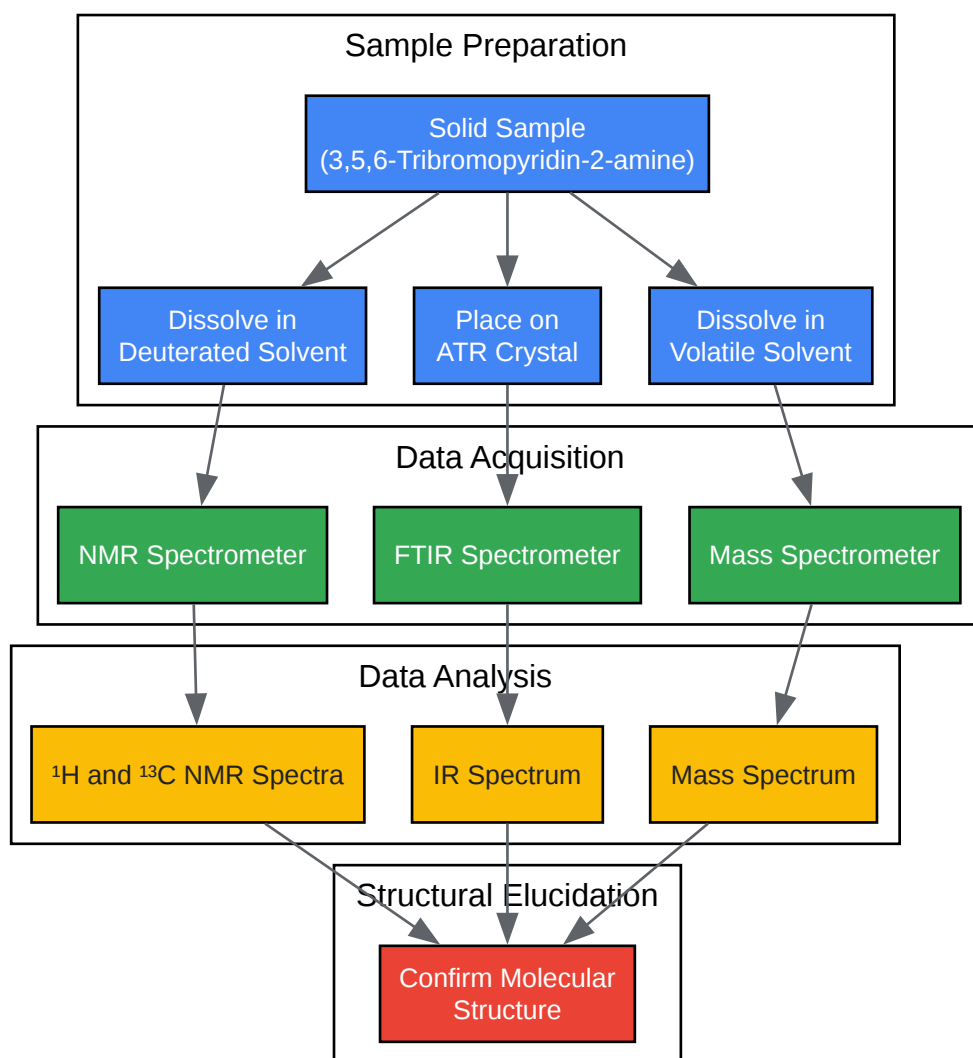 Sample Preparation
Solid Sample
(3,5,6-Tribromopyridin-2-amine)
Dissolve in
Deuterated Solvent
Place on
ATR Crystal
Dissolve in
Volatile Solvent
Data Acquisition
NMR Spectrometer
FTIR Spectrometer
Mass Spectrometer
Data Analysis
¹H and ¹³C NMR Spectra
IR Spectrum
Mass Spectrum
Structural Elucidation
Confirm Molecular
Structure